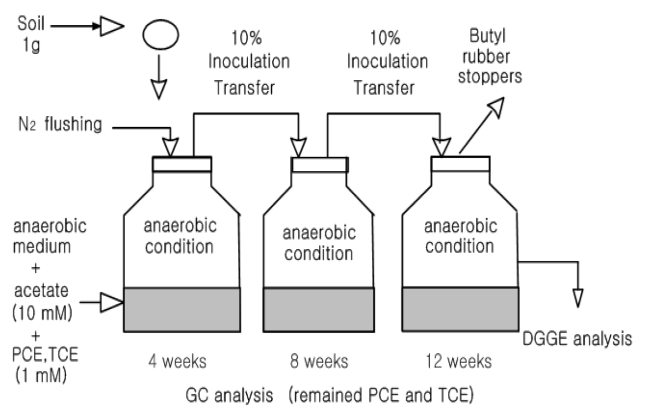 Soil
1g
10%
Inoculation
Transfer
10%
Inoculation
Transfer
Butyl
rubber
stoppers
N2 flushing
anaerobic
medium
+
acetate
(10 mM)
+
PCE,TCE
(1 mM)
anaerobic
condition
anaerobic
condition
anaerobic
condition
DGGE analysis
4 weeks
8 weeks
12 weeks
GC analysis (remained PCE and TCE)